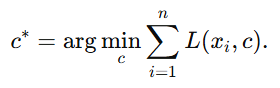 c* = arg min_c ∑_{i=1}^{n} L(x_i, c).